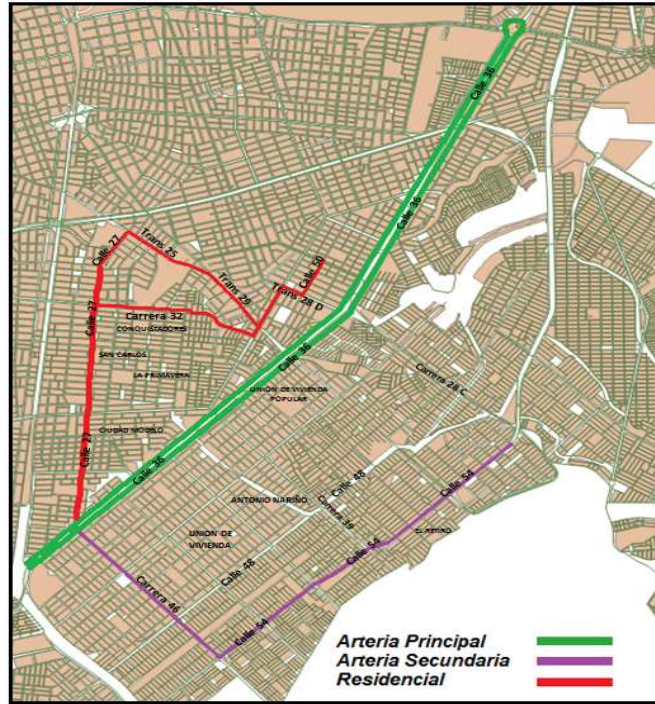 Calle 36
Calle 36
Calle 27
Trans 25
Trans 29
Calle 50
Trans 28 D
Calle 27
Carrera 32
CONQUISTADORES
SAN CARLOS
Calle 36
LA PRIMAVERA
Carrera 28 C
UNIÓN DE VIVIENDA
POPULAR
CIUDAD MODELO
Calle 27
Calle 36
Calle 48
Calle 54
ANTONIO NARIÑO
Carrera 39
EL RETIRO
UNION DE
VIVIENDA
Calle 54
Calle 48
Carrera 46
Calle 54
Arteria Principal
Arteria Secundaria
Residencial